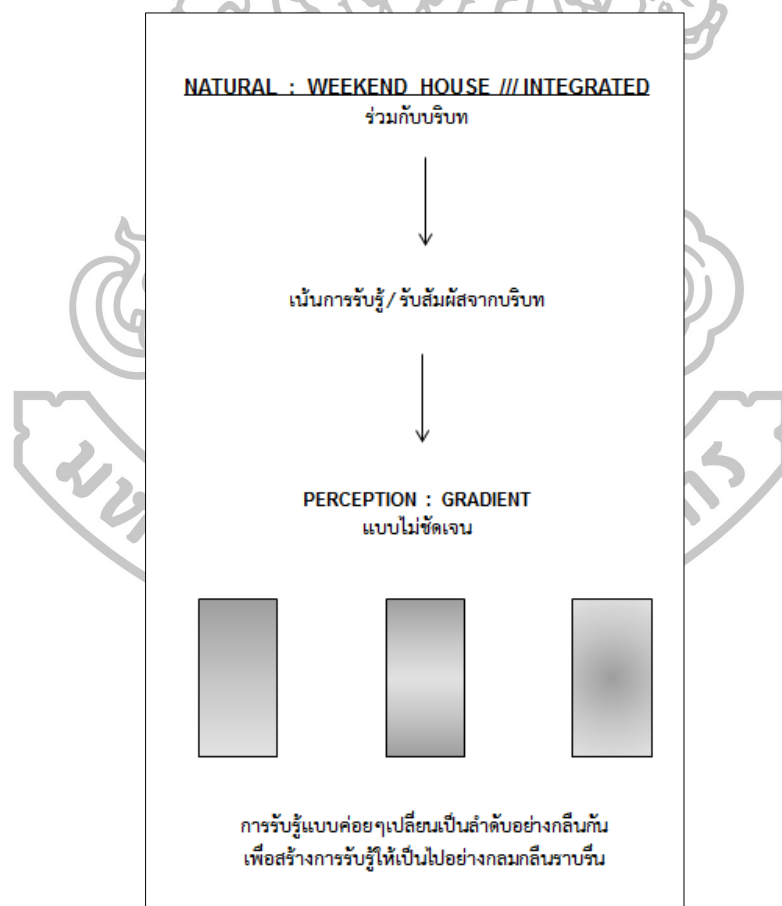 NATURAL : WEEKEND HOUSE /// INTEGRATED
ร่วมกับบริบท
เน้นการรับรู้ / รับสัมผัสจากบริบท
PERCEPTION : GRADIENT
แบบไม่ชัดเจน
การรับรู้แบบค่อยๆเปลี่ยนเป็นลำดับอย่างกลืนกัน
เพื่อสร้างการรับรู้ให้เป็นไปอย่างกลมกลืนราบรื่น